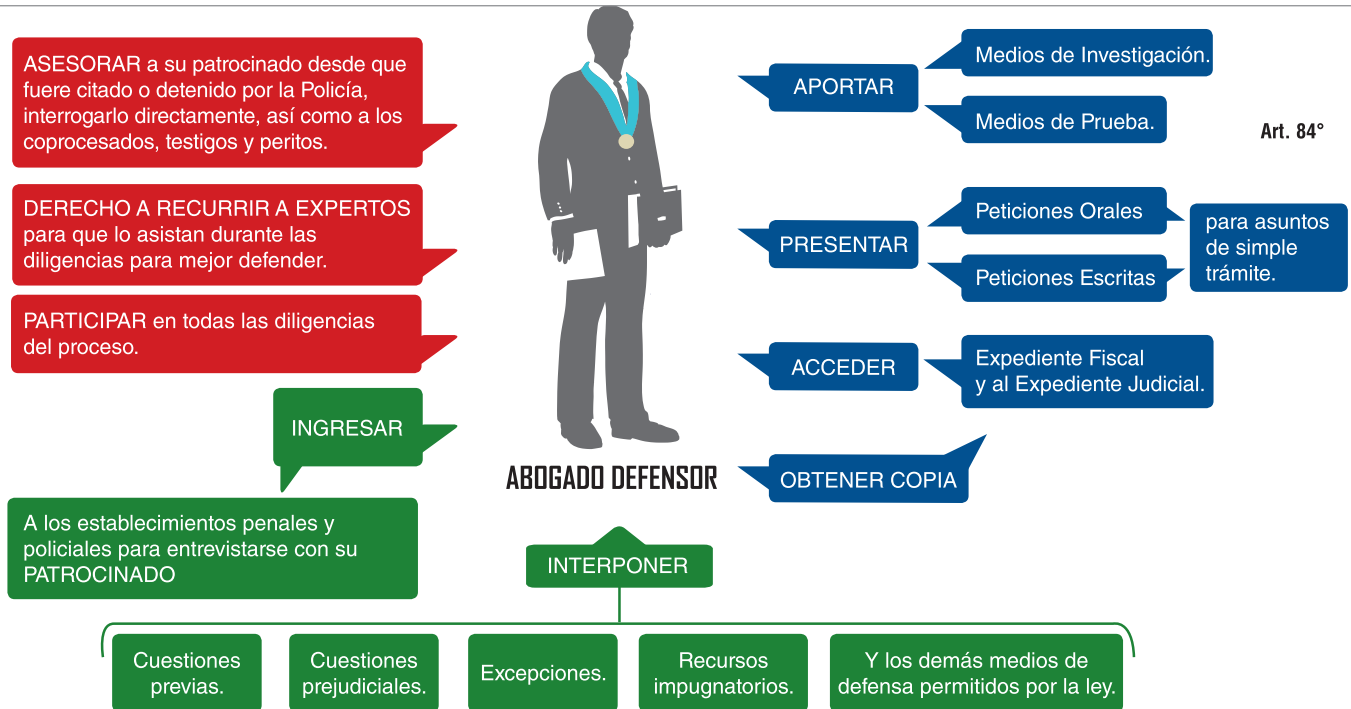 ASESORAR a su patrocinado desde que
fuere citado o detenido por la Policía,
interrogarlo directamente, así como a los
coprocesados, testigos y peritos.
DERECHO A RECURRIR A EXPERTOS
para que lo asistan durante las
diligencias para mejor defender.
PARTICIPAR en todas las diligencias
del proceso.
INGRESAR
A los establecimientos penales y
policiales para entrevistarse con su
PATROCINADO
ABOGADO DEFENSOR
APORTAR
Medios de Investigación.
Medios de Prueba.
Art. 84°
PRESENTAR
Peticiones Orales
Peticiones Escritas
para asuntos
de simple
trámite.
ACCEDER
Expediente Fiscal
y al Expediente Judicial.
OBTENER COPIA
INTERPONER
Cuestiones
previas.
Cuestiones
prejudiciales.
Excepciones.
Recursos
impugnatorios.
Y los demás medios de
defensa permitidos por la ley.